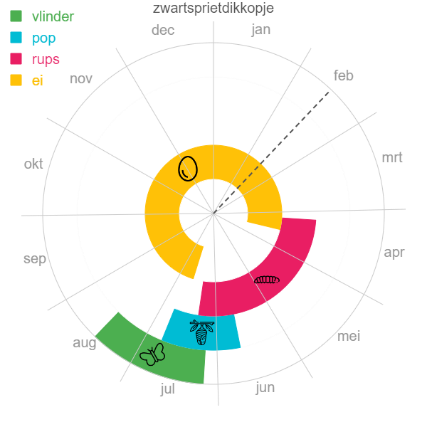 zwartsprietdikkopje
vlinder
pop
rups
ei
jan
feb
mrt
apr
mei
jun
jul
aug
sep
okt
nov
dec